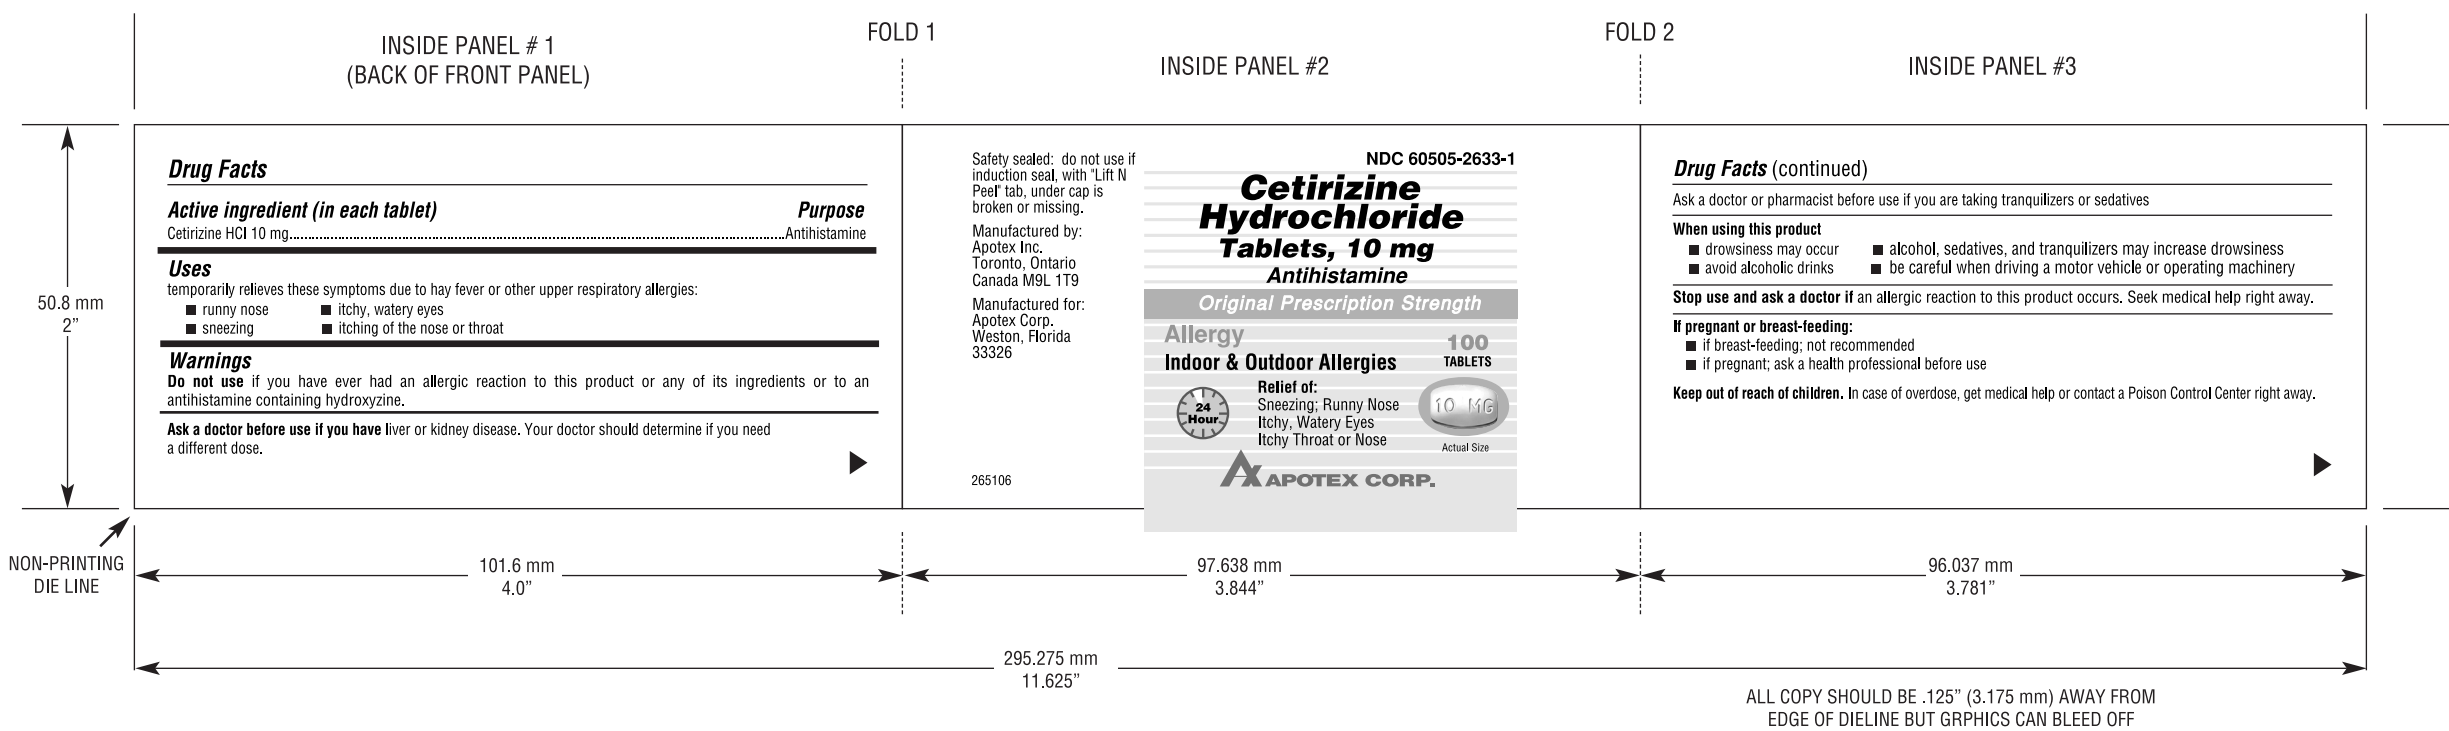 INSIDE PANEL # 1
(BACK OF FRONT PANEL)
FOLD 1
INSIDE PANEL #2
FOLD 2
INSIDE PANEL #3
50.8 mm
2”
Drug Facts
Active ingredient (in each tablet) Purpose
Cetirizine HCl 10 mg..........Antihistamine
Uses
temporarily relieves these symptoms due to hay fever or other upper respiratory allergies:
■ runny nose ■ itchy, watery eyes
■ sneezing ■ itching of the nose or throat
Warnings
Do not use if you have ever had an allergic reaction to this product or any of its ingredients or to an
antihistamine containing hydroxyzine.
Ask a doctor before use if you have liver or kidney disease. Your doctor should determine if you need
a different dose.
Safety sealed: do not use if
induction seal, with "Lift N
Peel" tab, under cap is
broken or missing.
Manufactured by:
Apotex Inc.
Toronto, Ontario
Canada M9L 1T9
Manufactured for:
Apotex Corp.
Weston, Florida
33326
265106
NDC 60505-2633-1
Cetirizine
Hydrochloride
Tablets, 10 mg
Antihistamine
Original Prescription Strength
Allergy
Indoor & Outdoor Allergies
100
TABLETS
24
Hour
Relief of:
Sneezing; Runny Nose
Itchy, Watery Eyes
Itchy Throat or Nose
10 MG
Actual Size
APOTEX CORP.
Drug Facts (continued)
Ask a doctor or pharmacist before use if you are taking tranquilizers or sedatives
When using this product
■ drowsiness may occur ■ alcohol, sedatives, and tranquilizers may increase drowsiness
■ avoid alcoholic drinks ■ be careful when driving a motor vehicle or operating machinery
Stop use and ask a doctor if an allergic reaction to this product occurs. Seek medical help right away.
If pregnant or breast-feeding:
■ if breast-feeding; not recommended
■ if pregnant; ask a health professional before use
Keep out of reach of children. In case of overdose, get medical help or contact a Poison Control Center right away.
NON-PRINTING
DIE LINE
101.6 mm
4.0”
97.638 mm
3.844”
96.037 mm
3.781”
295.275 mm
11.625”
ALL COPY SHOULD BE .125” (3.175 mm) AWAY FROM
EDGE OF DIELINE BUT GRPHICS CAN BLEED OFF